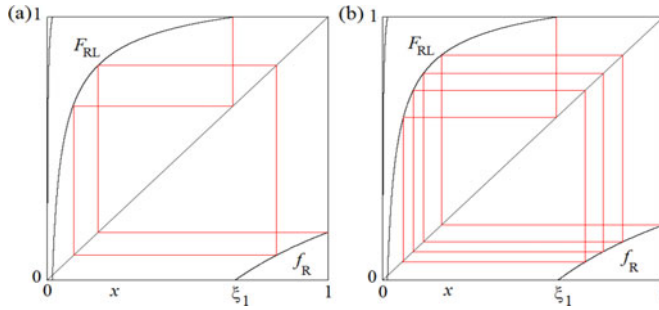 (a) 1
F_RL
f_R
0
0 x ξ_1 1
(b) 1
F_RL
f_R
0
0 x ξ_1